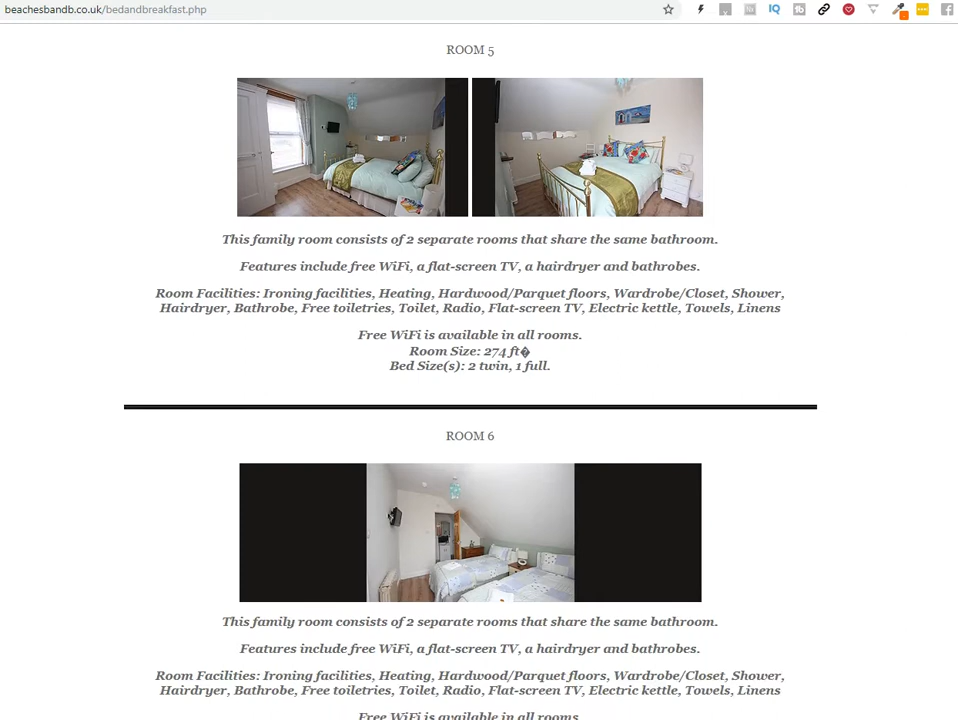 beachesbandb.co.uk/bedandbreakfast.php
ROOM 5
This family room consists of 2 separate rooms that share the same bathroom.
Features include free WiFi, a flat-screen TV, a hairdryer and bathrobes.
Room Facilities: Ironing facilities, Heating, Hardwood/Parquet floors, Wardrobe/Closet, Shower,
Hairdryer, Bathrobe, Free toiletries, Toilet, Radio, Flat-screen TV, Electric kettle, Towels, Linens
Free WiFi is available in all rooms.
Room Size: 274 ft�
Bed Size(s): 2 twin, 1 full.
ROOM 6
This family room consists of 2 separate rooms that share the same bathroom.
Features include free WiFi, a flat-screen TV, a hairdryer and bathrobes.
Room Facilities: Ironing facilities, Heating, Hardwood/Parquet floors, Wardrobe/Closet, Shower,
Hairdryer, Bathrobe, Free toiletries, Toilet, Radio, Flat-screen TV, Electric kettle, Towels, Linens
Free WiFi is available in all rooms.